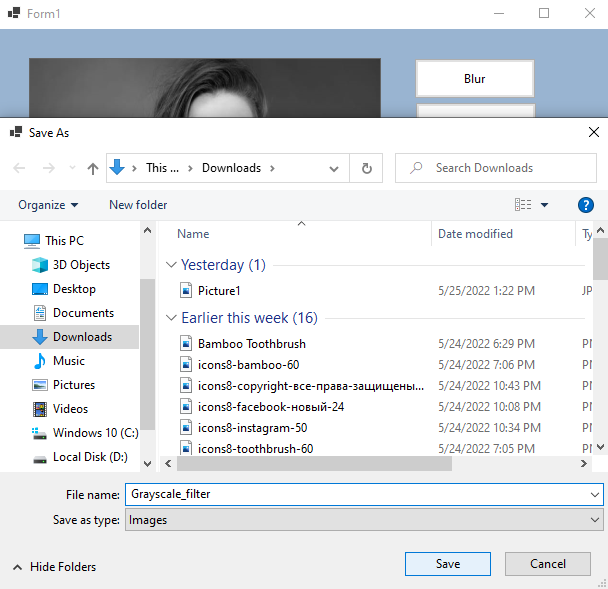 Form1
Blur
Save As
This ... Downloads
Search Downloads
Organize New folder
Name Date modified Ty
This PC
3D Objects
Desktop
Documents
Downloads
Music
Pictures
Videos
Windows 10 (C:)
Local Disk (D:)
Yesterday (1)
Picture1 5/25/2022 1:22 PM JP
Earlier this week (16)
Bamboo Toothbrush 5/24/2022 6:29 PM
icons8-bamboo-60 5/24/2022 7:06 PM
icons8-copyright-все-права-защищены... 5/24/2022 10:43 PM
icons8-facebook-новый-24 5/24/2022 10:08 PM
icons8-instagram-50 5/24/2022 10:34 PM
icons8-toothbrush-60 5/24/2022 7:05 PM
File name: Grayscale_filter
Save as type: Images
Hide Folders
Save
Cancel